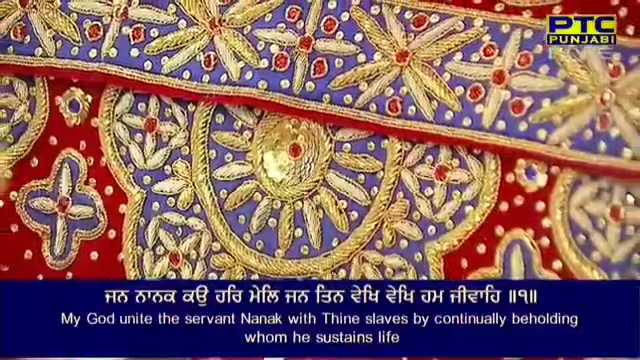 PTC
PUNJABI
ਜਨ ਨਾਨਕ ਕਉ ਹਰਿ ਮੇਲਿ ਜਨ ਤਿਨ ਵੇਖਿ ਵੇਖਿ ਹਮ ਜੀਵਾਹਿ ॥੧॥
My God unite the servant Nanak with Thine slaves by continually beholding
whom he sustains life